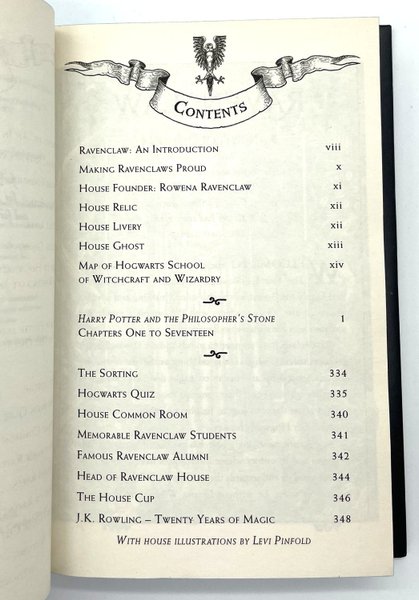 Contents
Ravenclaw: An Introduction viii
Making Ravenclaws Proud x
House Founder: Rowena Ravenclaw xi
House Relic xii
House Livery xii
House Ghost xiii
Map of Hogwarts School xiv
of Witchcraft and Wizardry
Harry Potter and the Philosopher's Stone 1
Chapters One to Seventeen
The Sorting 334
Hogwarts Quiz 335
House Common Room 340
Memorable Ravenclaw Students 341
Famous Ravenclaw Alumni 342
Head of Ravenclaw House 344
The House Cup 346
J.K. Rowling – Twenty Years of Magic 348
With house illustrations by Levi Pinfold